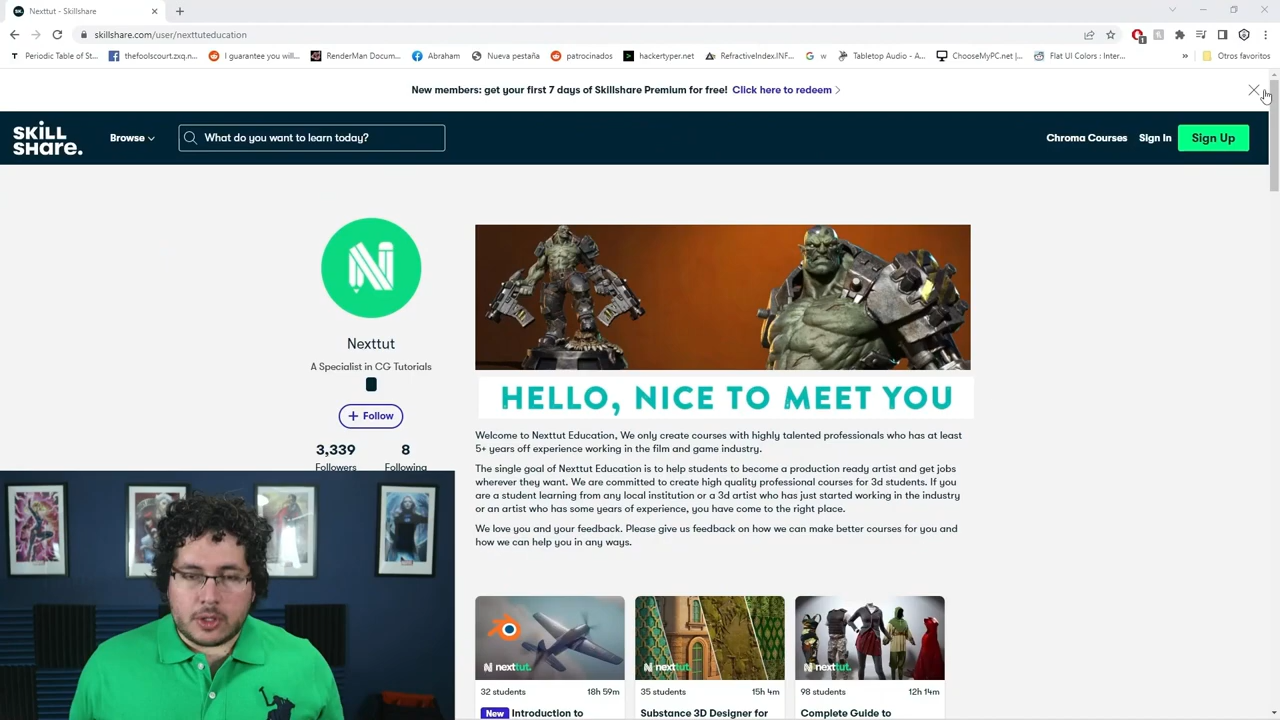 Nexttut - Skillshare
skillshare.com/user/nexttuteducation
Periodic Table of St...
thefoolscourt.zxq.n...
I guarantee you will...
RenderMan Docum...
Abraham
Nueva pestaña
patrocinados
hackertyper.net
RefractiveIndex.INF...
w
Tabletop Audio - A...
ChooseMyPC.net |...
Flat UI Colors : Inter...
»
Otros favoritos
New members: get your first 7 days of Skillshare Premium for free! Click here to redeem
SKILL
SHARE.
Browse
What do you want to learn today?
Chroma Courses
Sign In
Sign Up
Nexttut
A Specialist in CG Tutorials
+ Follow
3,339
Followers
8
Following
HELLO, NICE TO MEET YOU
Welcome to Nexttut Education, We only create courses with highly talented professionals who has at least
5+ years off experience working in the film and game industry.
The single goal of Nexttut Education is to help students to become a production ready artist and get jobs
wherever they want. We are committed to create high quality professional courses for 3d students. If you
are a student learning from any local institution or a 3d artist who has just started working in the industry
or an artist who has some years of experience, you have come to the right place.
We love you and your feedback. Please give us feedback on how we can make better courses for you and
how we can help you in any ways.
N nexttut.
32 students
18h 59m
New Introduction to
N nexttut.
35 students
15h 4m
Substance 3D Designer for
N nexttut.
98 students
12h 14m
Complete Guide to